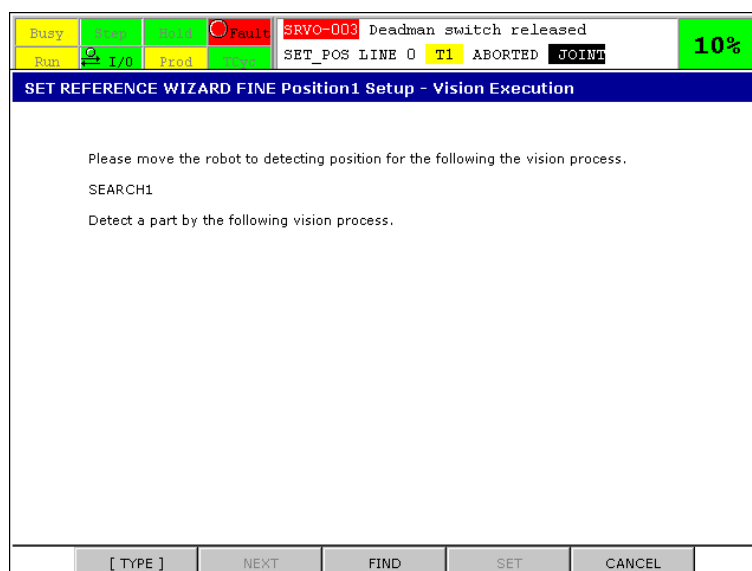 Busy Step Hold Fault SRVO-003 Deadman switch released
Run I/O Prod TCyc SET_POS LINE 0 T1 ABORTED JOINT
10%
SET REFERENCE WIZARD FINE Position1 Setup - Vision Execution
Please move the robot to detecting position for the following the vision process.
SEARCH1
Detect a part by the following vision process.
[ TYPE ] NEXT FIND SET CANCEL